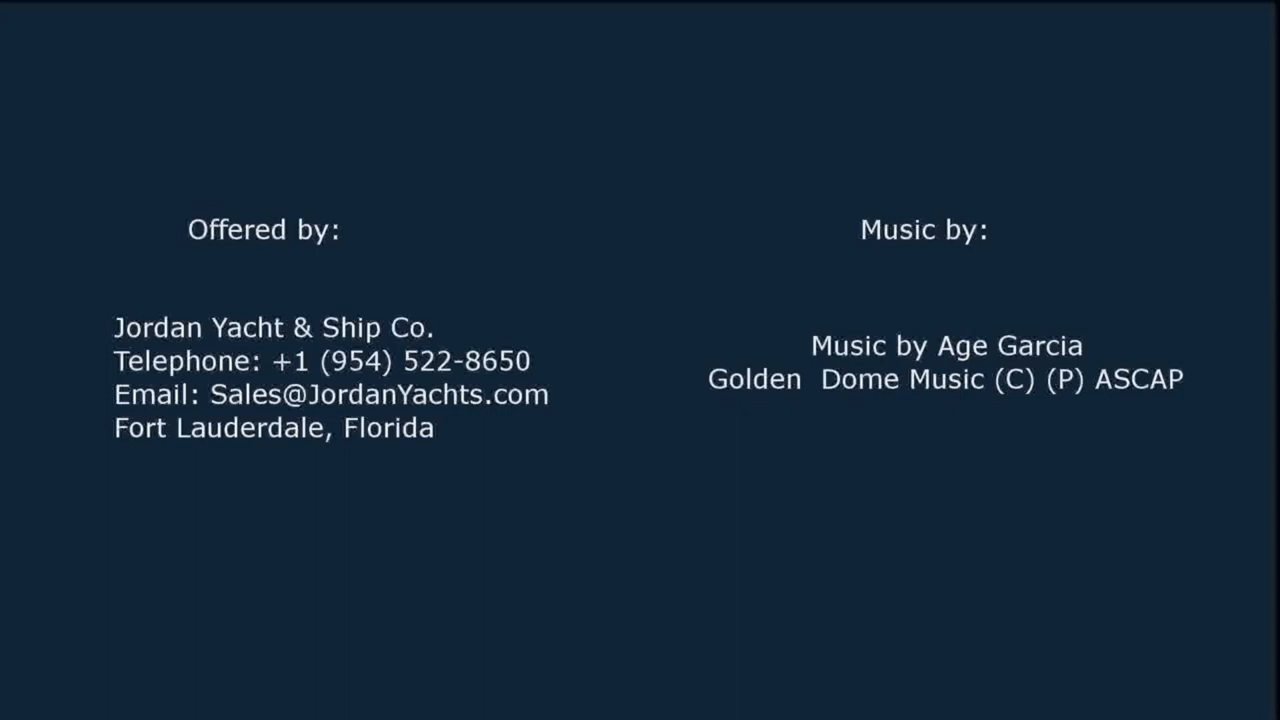 Offered by:
Jordan Yacht & Ship Co.
Telephone: +1 (954) 522-8650
Email: Sales@JordanYachts.com
Fort Lauderdale, Florida
Music by:
Music by Age Garcia
Golden  Dome Music (C) (P) ASCAP